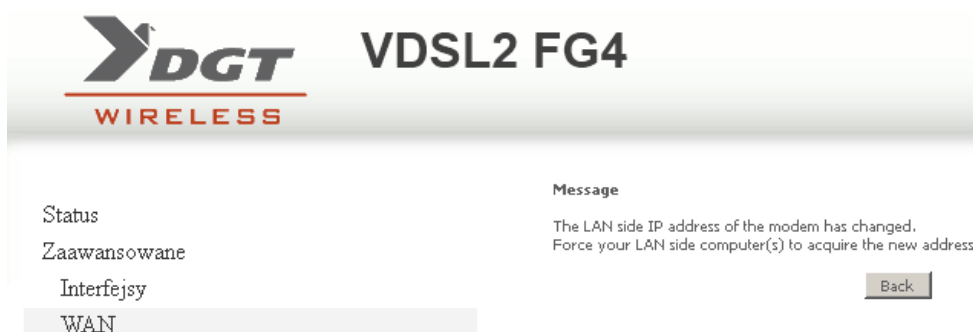 DGT
WIRELESS
VDSL2 FG4
Status
Zaawansowane
Interfejsy
WAN
Message
The LAN side IP address of the modem has changed.
Force your LAN side computer(s) to acquire the new address
Back